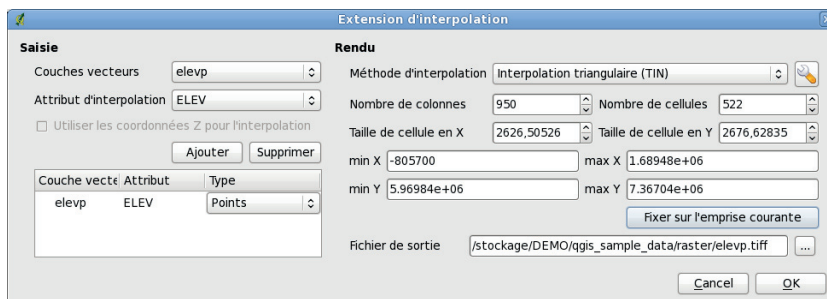 Extension d'interpolation
Saisie
Couches vecteurs elevp
Attribut d'interpolation ELEV
Utiliser les coordonnées Z pour l'interpolation
Ajouter Supprimer
Couche vecte Attribut Type
elevp ELEV Points
Rendu
Méthode d'interpolation Interpolation triangulaire (TIN)
Nombre de colonnes 950 Nombre de cellules 522
Taille de cellule en X 2626,50526 Taille de cellule en Y 2676,62835
min X -805700 max X 1.68948e+06
min Y 5.96984e+06 max Y 7.36704e+06
Fixer sur l'emprise courante
Fichier de sortie /stockage/DEMO/qgis_sample_data/raster/elevp.tiff ...
Cancel OK